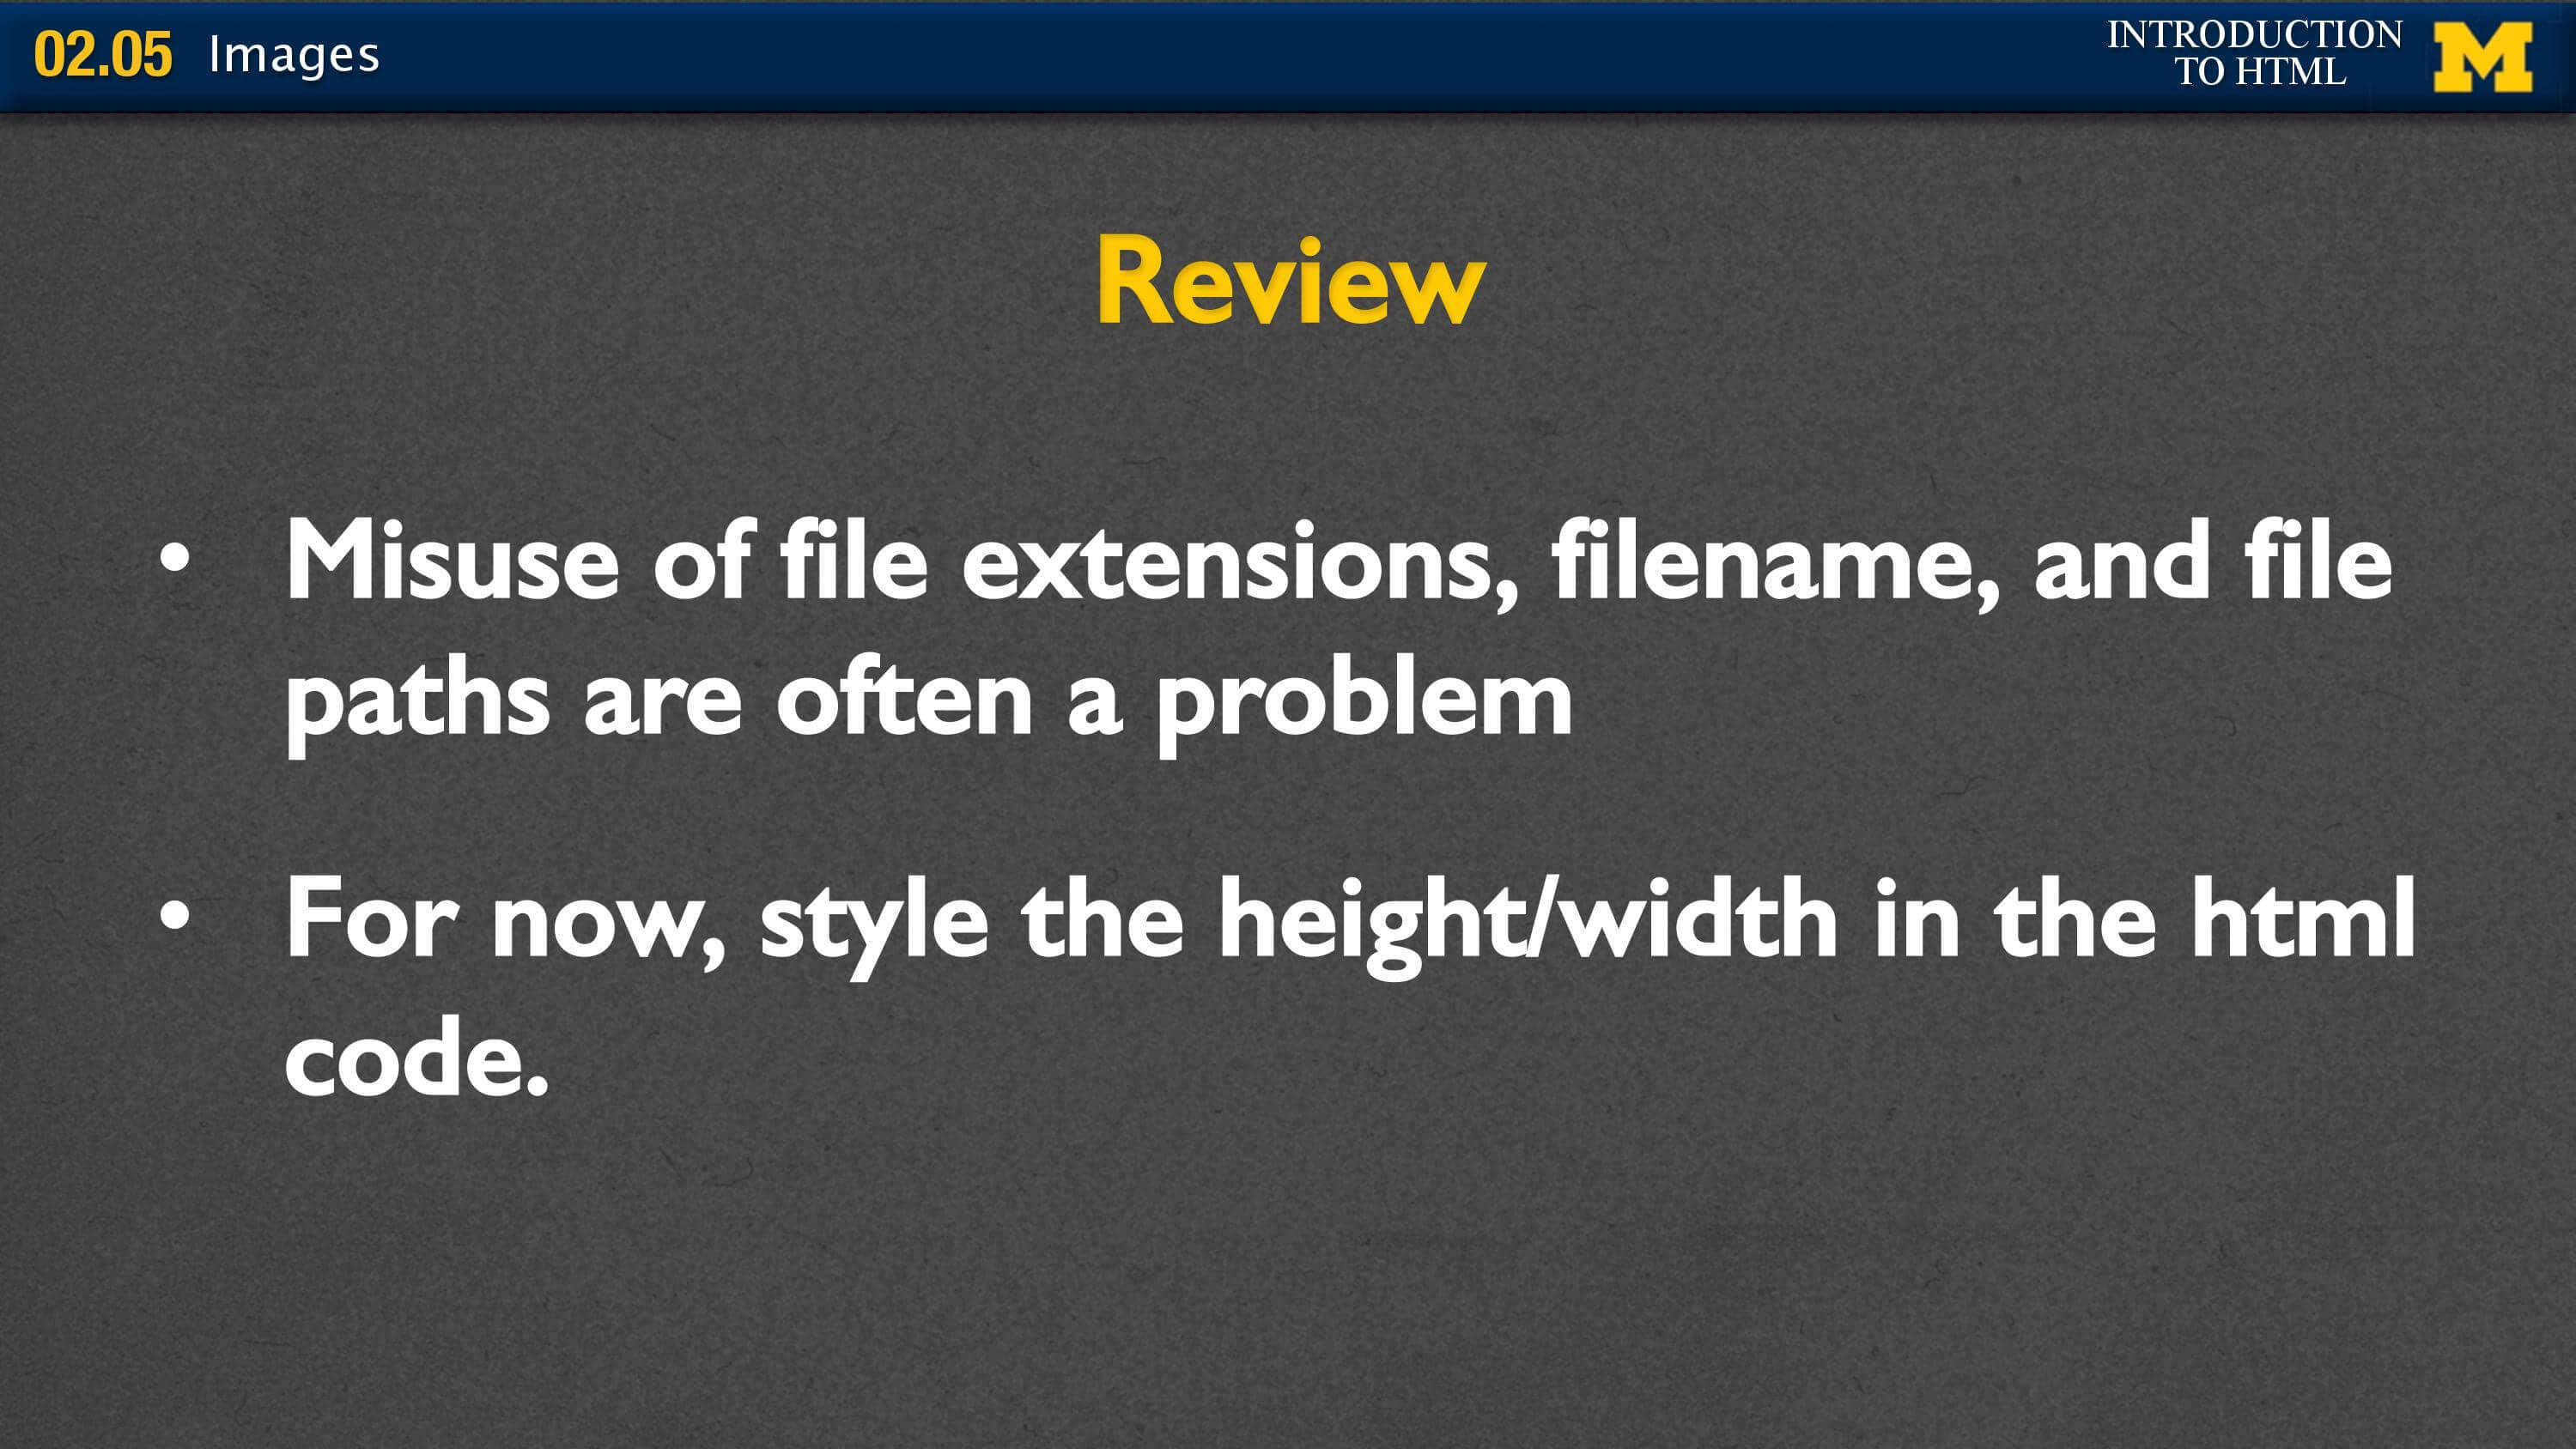 02.05 Images
INTRODUCTION
TO HTML
M
Review
• Misuse of file extensions, filename, and file
paths are often a problem
• For now, style the height/width in the html
code.